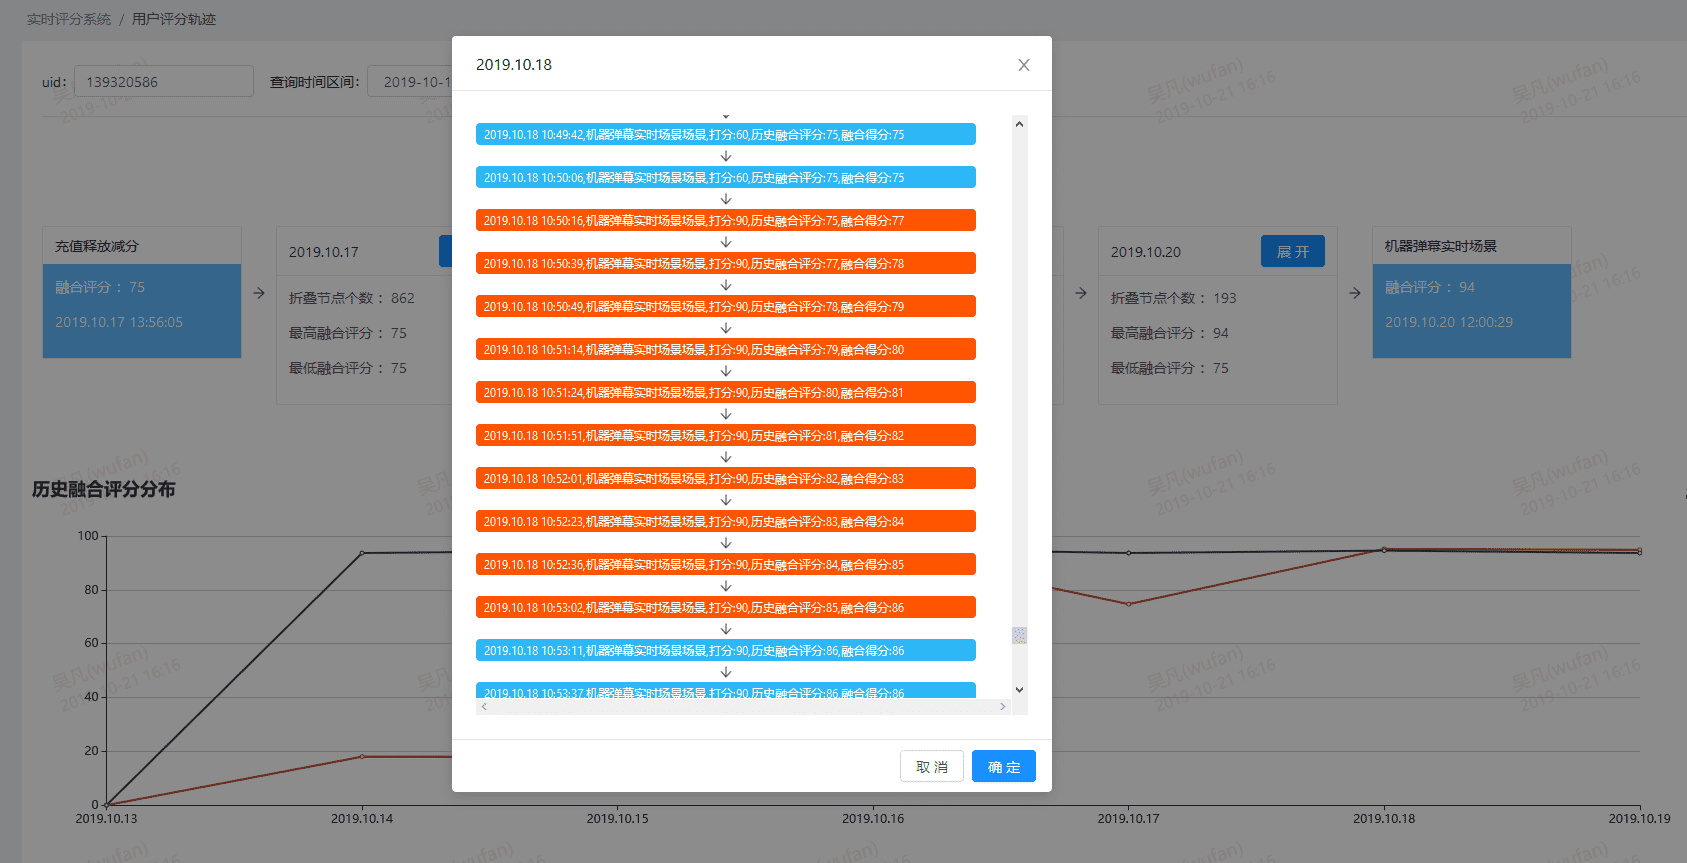 实时评分系统 / 用户评分轨迹
uid： 139320586 查询时间区间： 2019-10-1
2019.10.18
2019.10.18 10:49:42,机器弹幕实时场景场景,打分:60,历史融合评分:75,融合得分:75
2019.10.18 10:50:06,机器弹幕实时场景场景,打分:60,历史融合评分:75,融合得分:75
2019.10.18 10:50:16,机器弹幕实时场景场景,打分:90,历史融合评分:75,融合得分:77
2019.10.18 10:50:39,机器弹幕实时场景场景,打分:90,历史融合评分:77,融合得分:78
2019.10.18 10:50:49,机器弹幕实时场景场景,打分:90,历史融合评分:78,融合得分:79
2019.10.18 10:51:14,机器弹幕实时场景场景,打分:90,历史融合评分:79,融合得分:80
2019.10.18 10:51:24,机器弹幕实时场景场景,打分:90,历史融合评分:80,融合得分:81
2019.10.18 10:51:51,机器弹幕实时场景场景,打分:90,历史融合评分:81,融合得分:82
2019.10.18 10:52:01,机器弹幕实时场景场景,打分:90,历史融合评分:82,融合得分:83
2019.10.18 10:52:23,机器弹幕实时场景场景,打分:90,历史融合评分:83,融合得分:84
2019.10.18 10:52:36,机器弹幕实时场景场景,打分:90,历史融合评分:84,融合得分:85
2019.10.18 10:53:02,机器弹幕实时场景场景,打分:90,历史融合评分:85,融合得分:86
2019.10.18 10:53:11,机器弹幕实时场景场景,打分:90,历史融合评分:86,融合得分:86
2019.10.18 10:53:37,机器弹幕实时场景场景,打分:90,历史融合评分:86,融合得分:86
取 消 确 定
充值释放减分
融合评分： 75
2019.10.17 13:56:05
2019.10.17
折叠节点个数： 862
最高融合评分： 75
最低融合评分： 75
2019.10.20 展 开
折叠节点个数： 193
最高融合评分： 94
最低融合评分： 75
机器弹幕实时场景
融合评分： 94
2019.10.20 12:00:29
历史融合评分分布
100
80
60
40
20
0
2019.10.13 2019.10.14 2019.10.15 2019.10.16 2019.10.17 2019.10.18 2019.10.19
吴凡(wufan)
2019-10-21 16:16